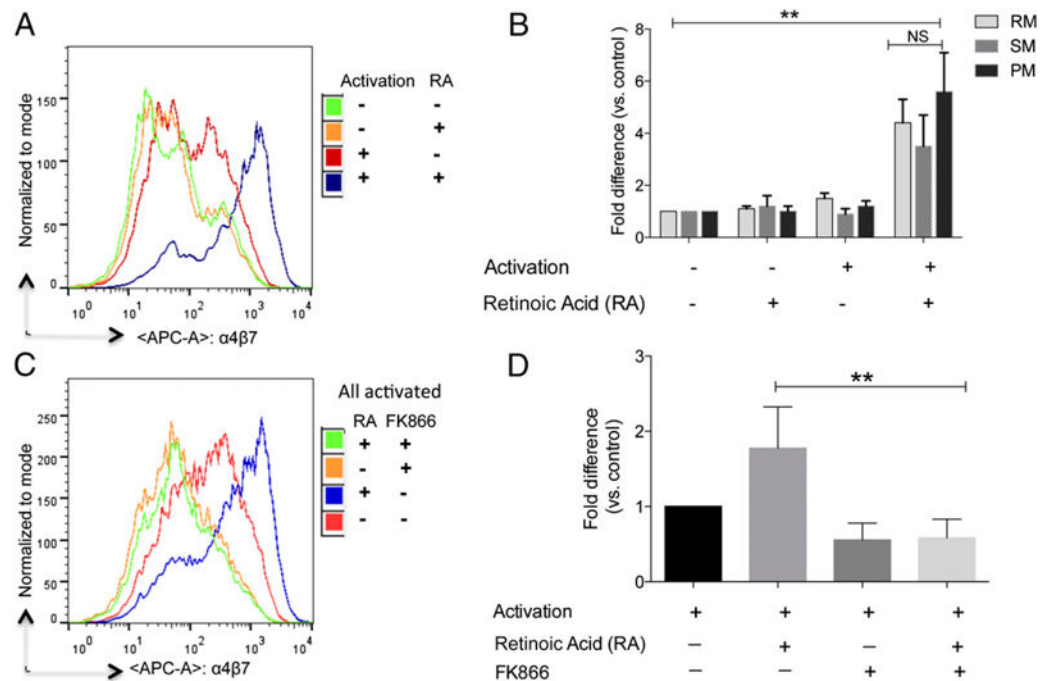 A
Normalized to mode
150
100
50
0
10^0 10^1 10^2 10^3 10^4
<APC-A>: α4β7
Activation RA
- -
- +
+ -
+ +
B
Fold difference (vs. control)
8
6
4
2
0
**
NS
RM
SM
PM
Activation - - + +
Retinoic Acid (RA) - + - +
C
Normalized to mode
250
200
150
100
50
0
10^0 10^1 10^2 10^3 10^4
<APC-A>: α4β7
All activated
RA FK866
+ +
- +
+ -
- -
D
Fold difference
(vs. control)
3
2
1
0
**
Activation + + + +
Retinoic Acid (RA) − + − +
FK866 − − + +